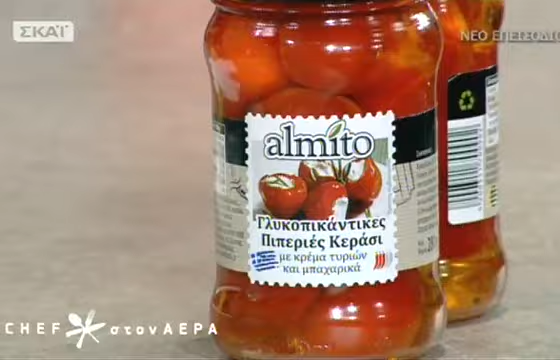 ΣΚΑΪ
ΝΕΟ ΕΠΕΙΣΟΔΙΟ
almito
Γλυκοπικάντικες
Πιπεριές Κεράσι
με κρέμα τυριών
και μπαχαρικά
CHEF στον ΑΕΡΑ